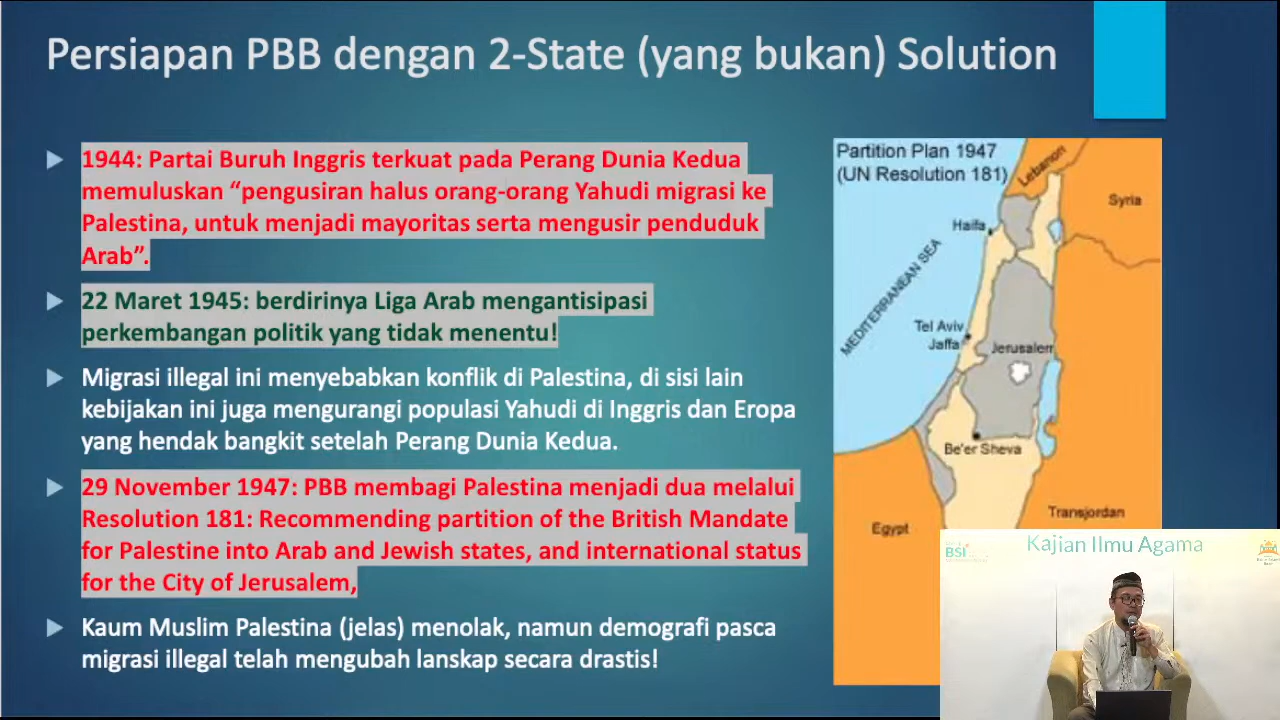 Persiapan PBB dengan 2-State (yang bukan) Solution
1944: Partai Buruh Inggris terkuat pada Perang Dunia Kedua
memuluskan “pengusiran halus orang-orang Yahudi migrasi ke
Palestina, untuk menjadi mayoritas serta mengusir penduduk
Arab”.
22 Maret 1945: berdirinya Liga Arab mengantisipasi
perkembangan politik yang tidak menentu!
Migrasi illegal ini menyebabkan konflik di Palestina, di sisi lain
kebijakan ini juga mengurangi populasi Yahudi di Inggris dan Eropa
yang hendak bangkit setelah Perang Dunia Kedua.
29 November 1947: PBB membagi Palestina menjadi dua melalui
Resolution 181: Recommending partition of the British Mandate
for Palestine into Arab and Jewish states, and international status
for the City of Jerusalem,
Kaum Muslim Palestina (jelas) menolak, namun demografi pasca
migrasi illegal telah mengubah lanskap secara drastis!
Partition Plan 1947
(UN Resolution 181)
Lebanon
Syria
Haifa
MEDITERRANEAN SEA
Tel Aviv
Jaffa
Jerusalem
Be'er Sheva
Egypt
Transjordan
BSI
Kajian Ilmu Agama